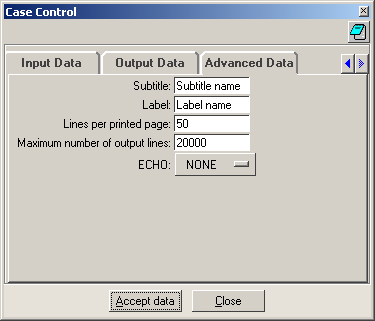 Case Control
Input Data Output Data Advanced Data
Subtitle: Subtitle name
Label: Label name
Lines per printed page: 50
Maximum number of output lines: 20000
ECHO: NONE
Accept data Close